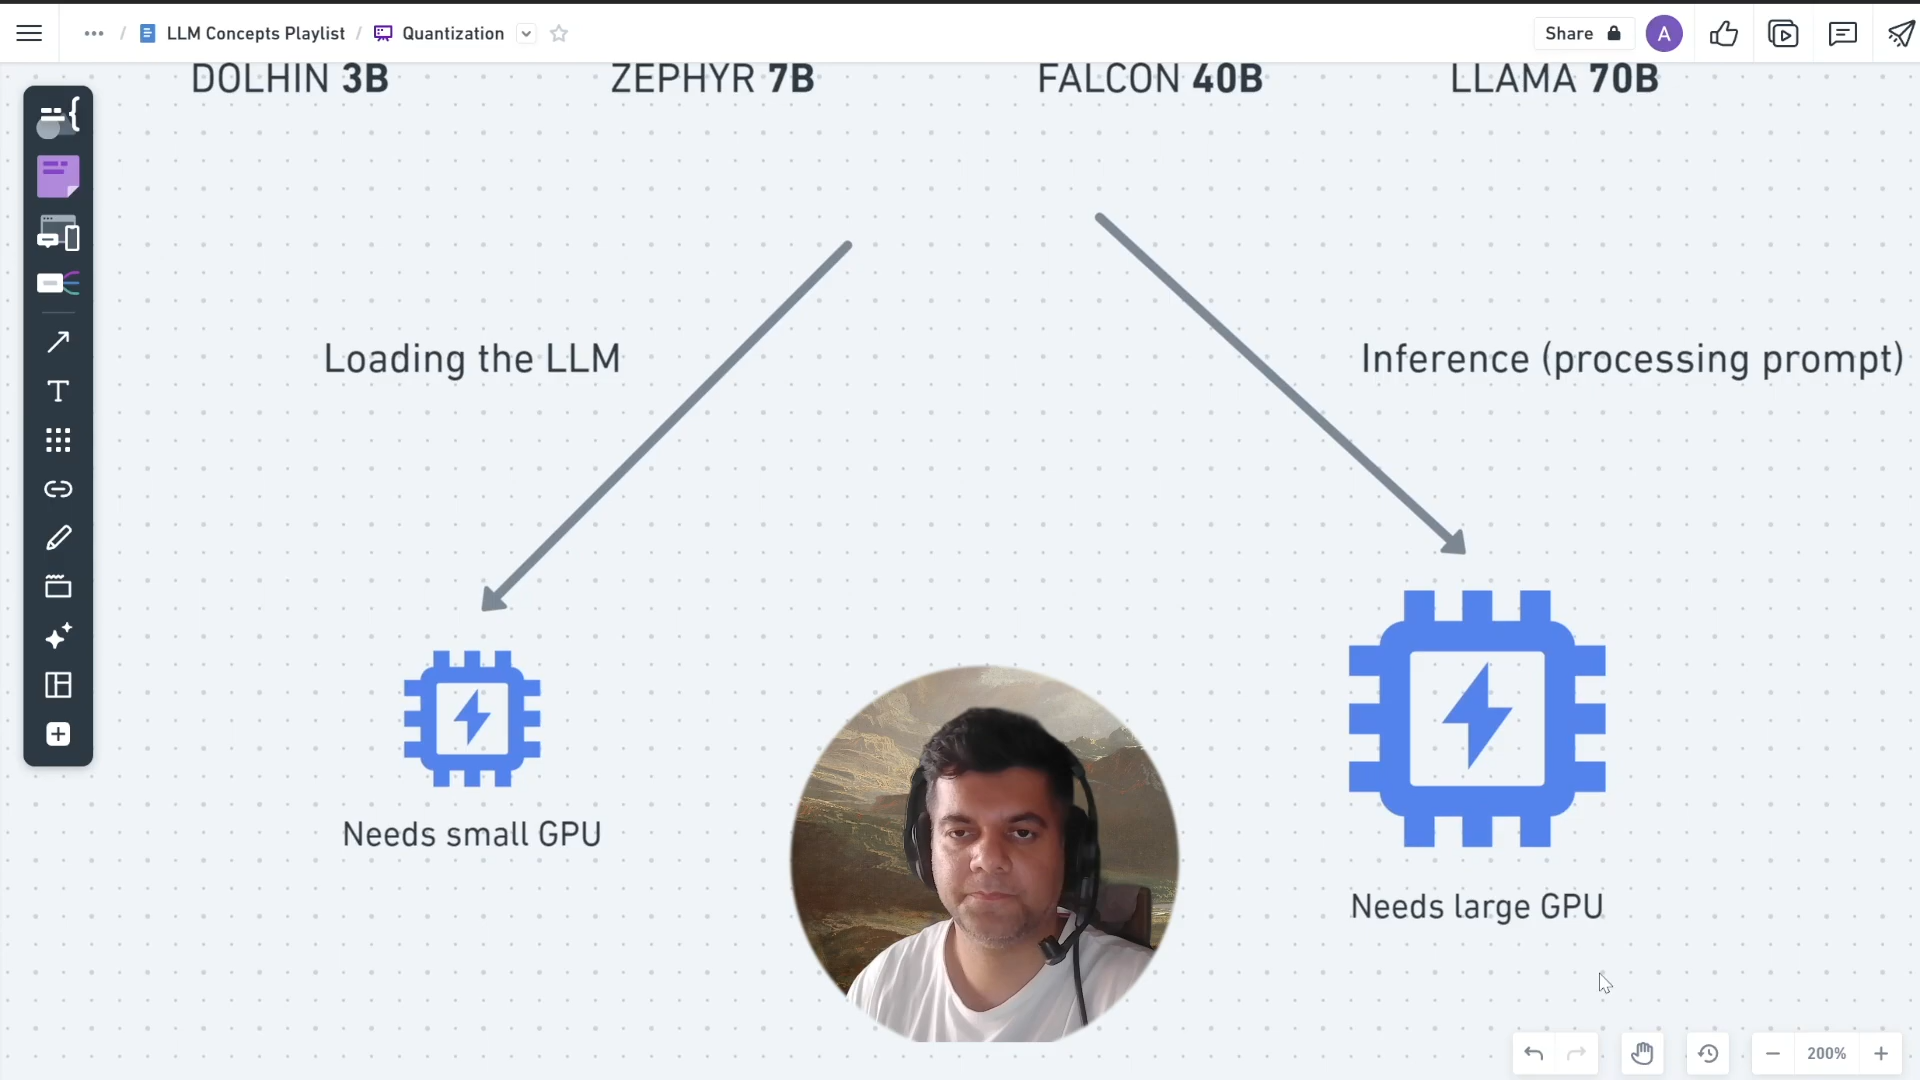 LLM Concepts Playlist / Quantization
Share
A
DOLHIN 3B
ZEPHYR 7B
FALCON 40B
LLAMA 70B
Loading the LLM
Inference (processing prompt)
Needs small GPU
Needs large GPU
200%